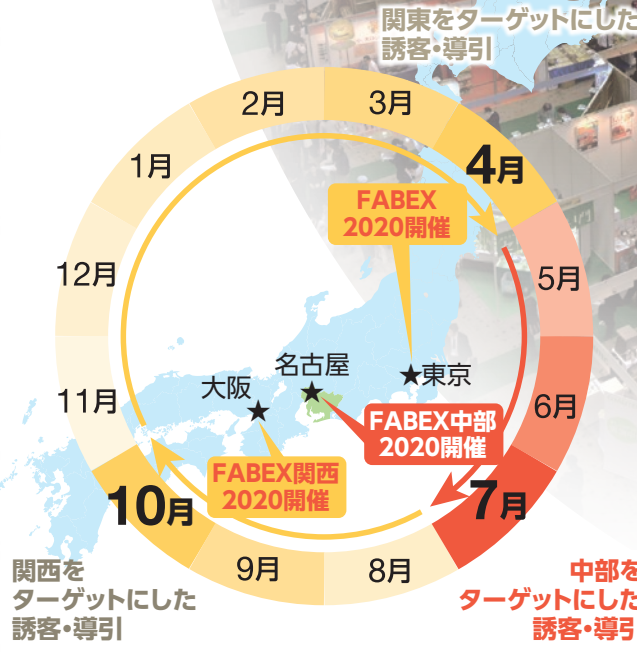 関東をターゲットにした
誘客・導引
2月
3月
1月
4月
FABEX
2020開催
12月
5月
名古屋
大阪
東京
11月
6月
FABEX中部
2020開催
FABEX関西
2020開催
10月
7月
9月
8月
関西を
ターゲットにした
誘客・導引
中部を
ターゲットにした
誘客・導引